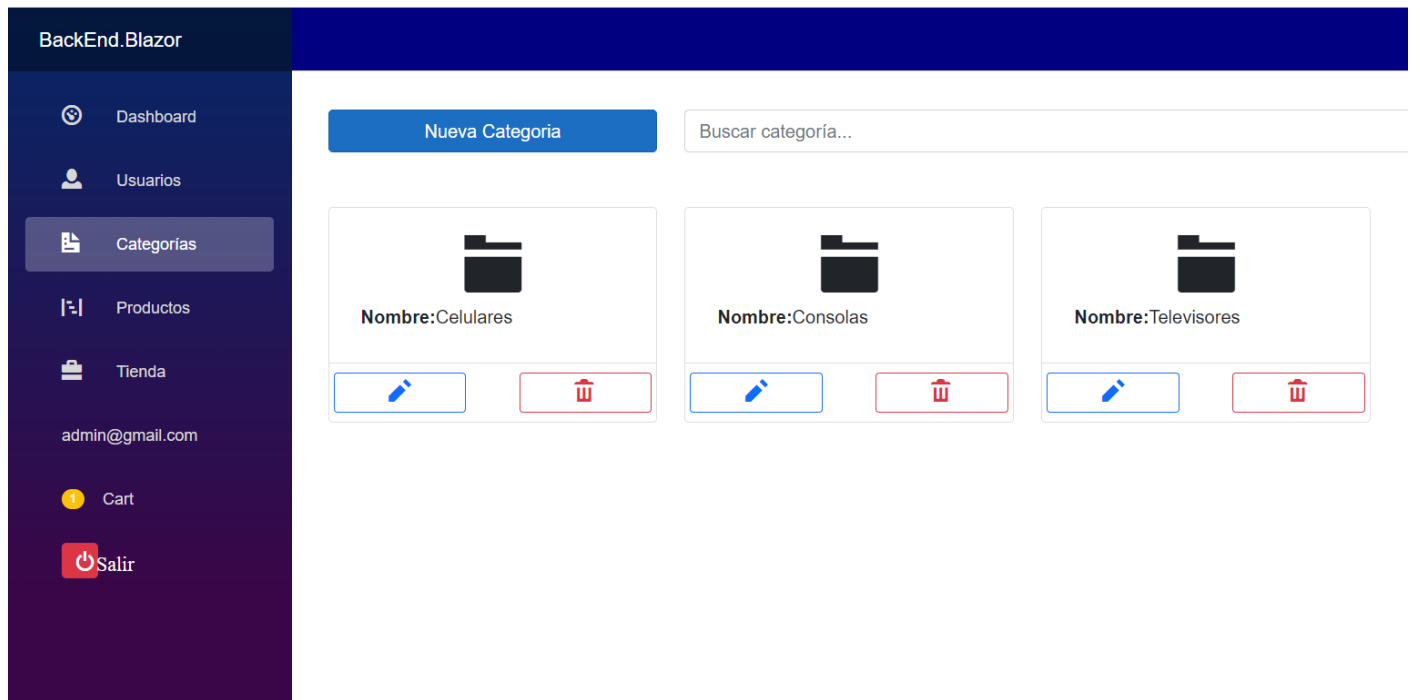 BackEnd.Blazor
Dashboard
Usuarios
Categorías
Productos
Tienda
admin@gmail.com
1 Cart
Salir
Nueva Categoria
Buscar categoría...
Nombre:Celulares
Nombre:Consolas
Nombre:Televisores